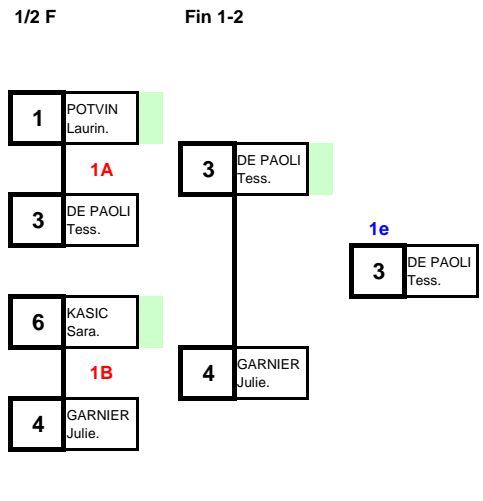 1/2 F
Fin 1-2
1
POTVIN
Laurin.
1A
3
DE PAOLI
Tess.
3
DE PAOLI
Tess.
1e
3
DE PAOLI
Tess.
6
KASIC
Sara.
1B
4
GARNIER
Julie.
4
GARNIER
Julie.